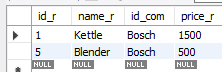 id_r name_r id_com price_r
1 Kettle Bosch 1500
5 Blender Bosch 500
NULL NULL NULL NULL